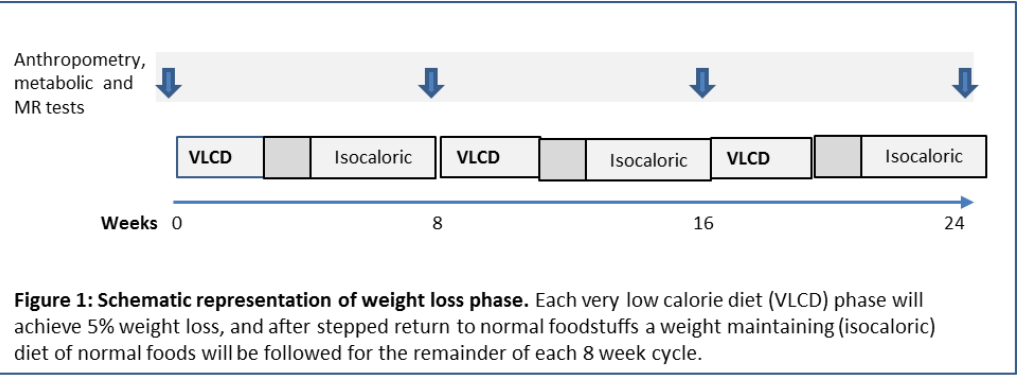 Anthropometry,
metabolic and
MR tests
VLCD Isocaloric VLCD Isocaloric VLCD Isocaloric
Weeks 0 8 16 24
Figure 1: Schematic representation of weight loss phase. Each very low calorie diet (VLCD) phase will
achieve 5% weight loss, and after stepped return to normal foodstuffs a weight maintaining (isocaloric)
diet of normal foods will be followed for the remainder of each 8 week cycle.